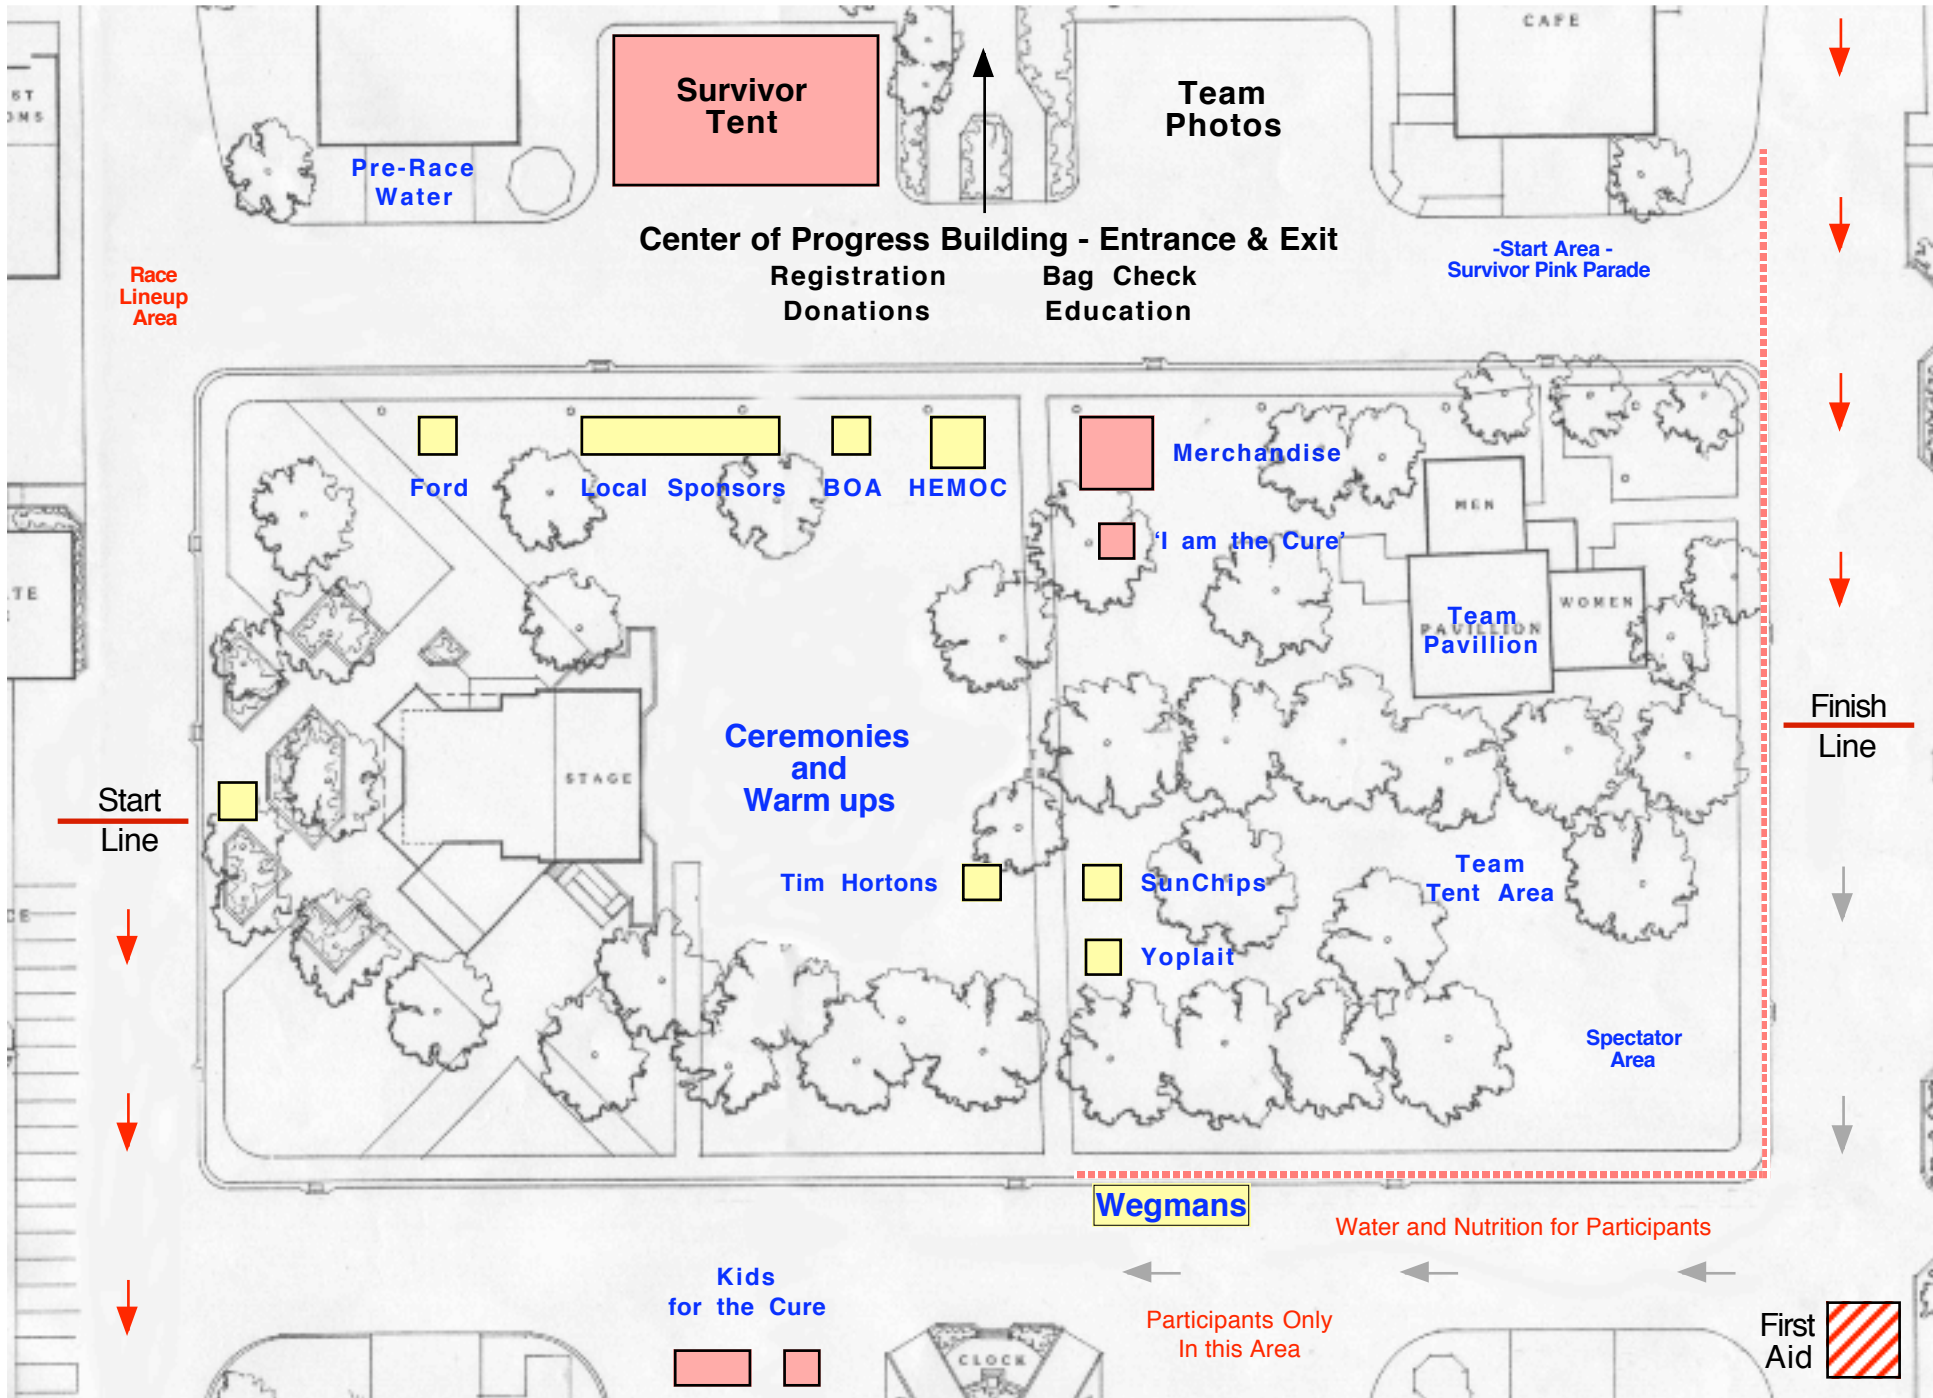 CAFE
Survivor
Tent
Team
Photos
Pre-Race
Water
Center of Progress Building - Entrance & Exit
Registration Bag Check
Donations Education
-Start Area -
Survivor Pink Parade
Race
Lineup
Area
Ford
Local Sponsors
BOA
HEMOC
Merchandise
'I am the Cure'
MEN
WOMEN
PAVILLION
Team
Pavillion
STAGE
Ceremonies
and
Warm ups
Start
Line
Finish
Line
Tim Hortons
SunChips
Yoplait
Team
Tent Area
Spectator
Area
Wegmans
Water and Nutrition for Participants
Kids
for the Cure
Participants Only
In this Area
CLOCK
First
Aid